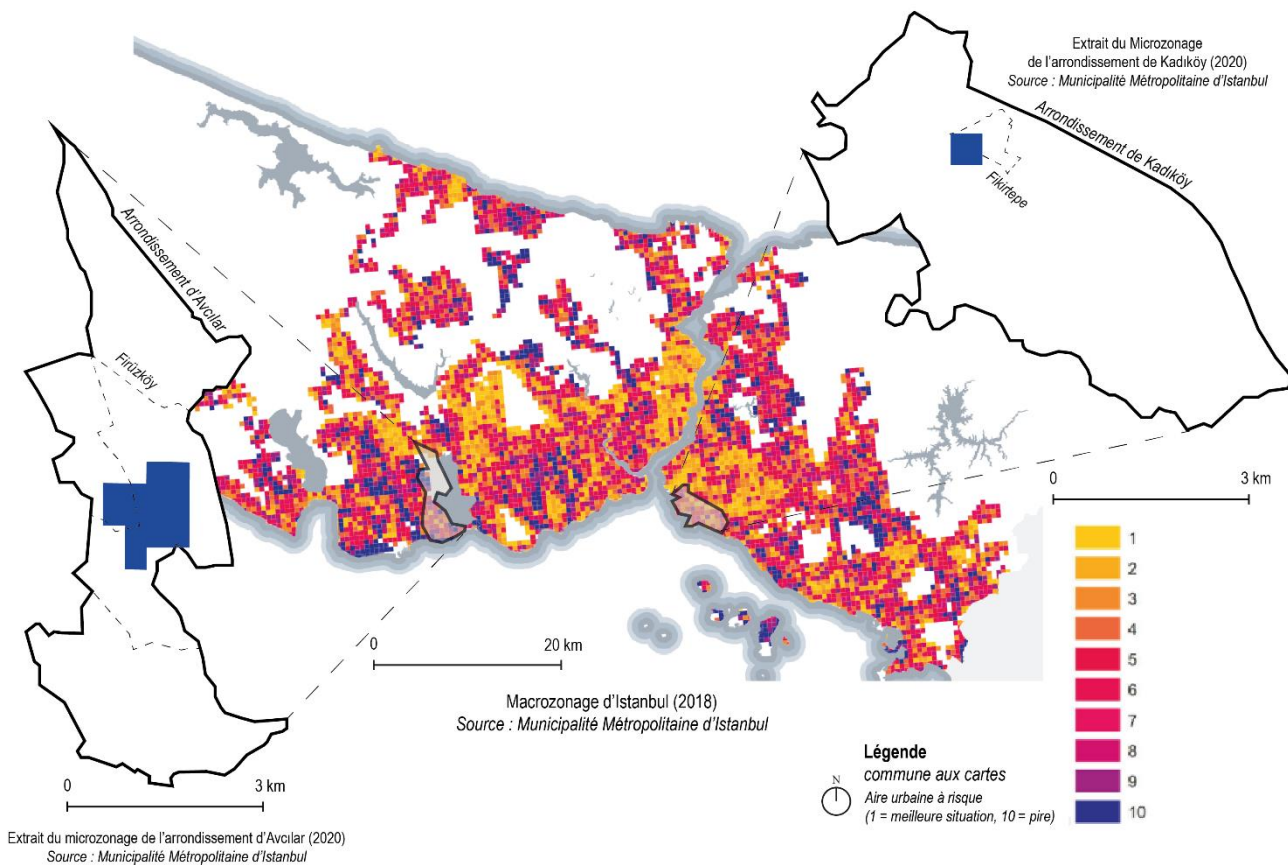 Extrait du Microzonage
de l'arrondissement de Kadıköy (2020)
Source : Municipalité Métropolitaine d'Istanbul
Arrondissement de Kadıköy
Fikirtepe
0 3 km
Arrondissement d'Avcılar
Firüzköy
0 20 km
Macrozonage d'Istanbul (2018)
Source : Municipalité Métropolitaine d'Istanbul
1
2
3
4
5
6
7
8
9
10
Légende
commune aux cartes
N
Aire urbaine à risque
(1 = meilleure situation, 10 = pire)
0 3 km
Extrait du microzonage de l'arrondissement d'Avcılar (2020)
Source : Municipalité Métropolitaine d'Istanbul